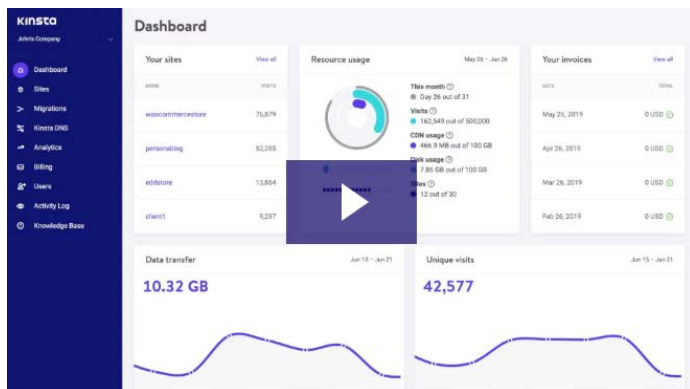 Kinsta
John's Company
Dashboard
Sites
Migrations
Kinsta DNS
Analytics
Billing
Users
Activity Log
Knowledge Base
Dashboard
Your sites View all
NAME VISITS
woocommercestore 76,879
personablog 52,285
eddstore 13,864
client1 9,297
Resource usage May 26 – Jun 26
This month
Day 26 out of 31
Visits
162,549 out of 500,000
CDN usage
466.9 MB out of 100 GB
Disk usage
7.86 GB out of 100 GB
Sites
12 out of 30
Your invoices View all
DATE TOTAL
May 26, 2019 0 USD
Apr 26, 2019 0 USD
Mar 26, 2019 0 USD
Feb 26, 2019 0 USD
Data transfer Jun 15 – Jun 21
10.32 GB
Unique visits Jun 15 – Jun 21
42,577